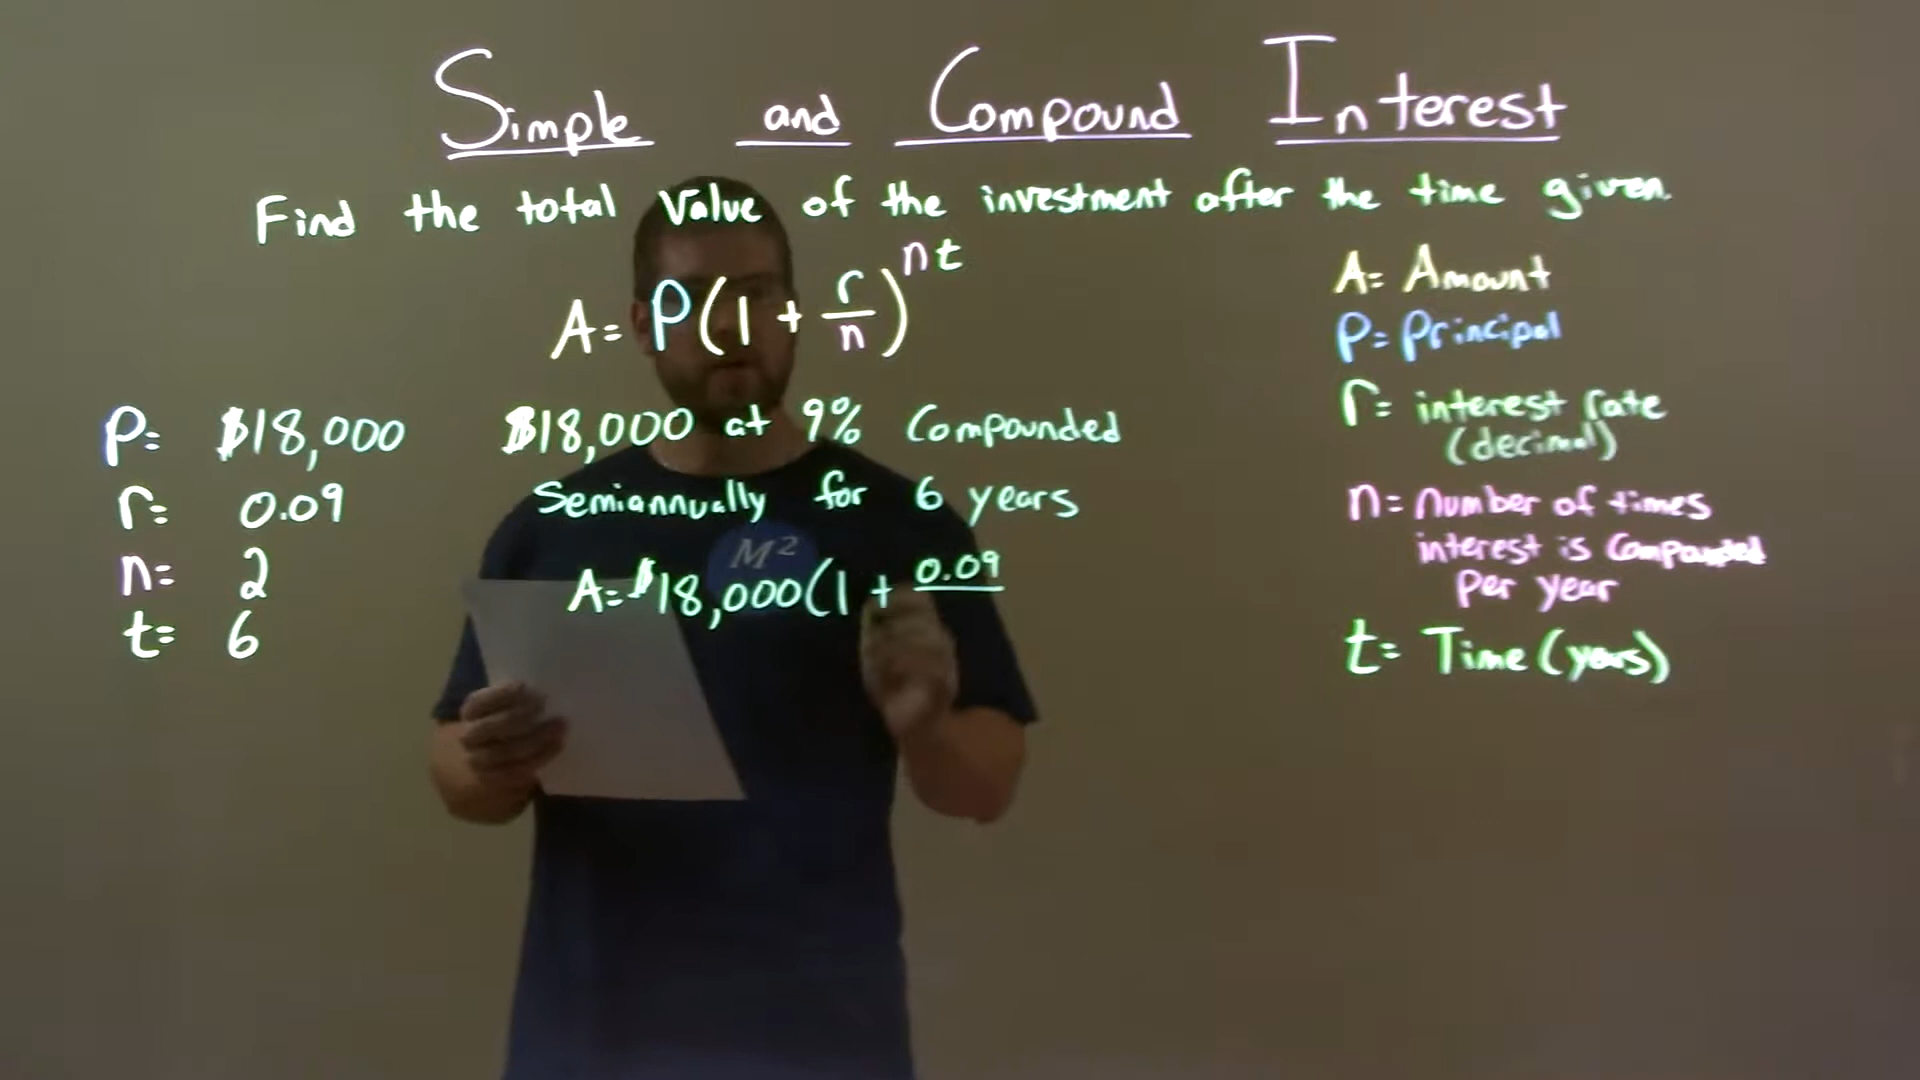 Simple and Compound Interest
Find the total Value of the investment after the time given.
A = P(1 + r/n)^nt
A = Amount
P = Principal
r = interest rate
(decimal)
n = number of times
interest is Compounded
Per year
t = Time (years)
P = $18,000
r = 0.09
n = 2
t = 6
$18,000 at 9% Compounded
Semiannually for 6 years
M²
A = $18,000(1 + 0.09